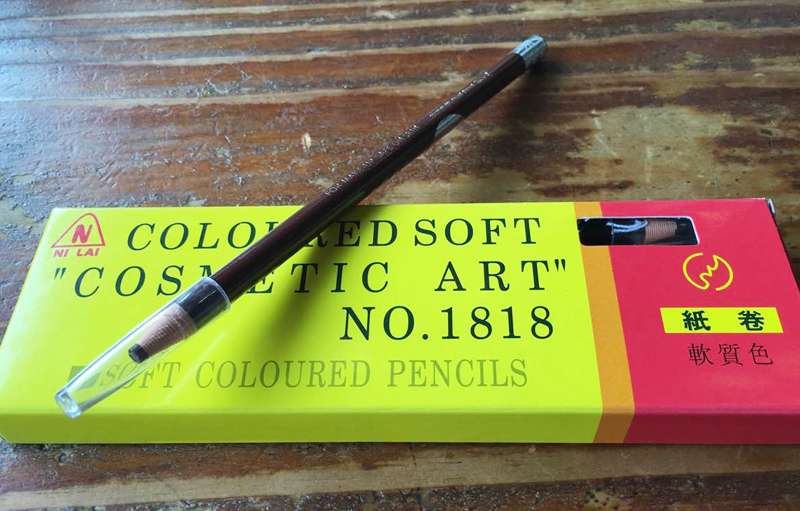 NI LAI
COLOURED SOFT
"COSMETIC ART"
NO.1818
SOFT COLOURED PENCILS
紙卷
軟質色